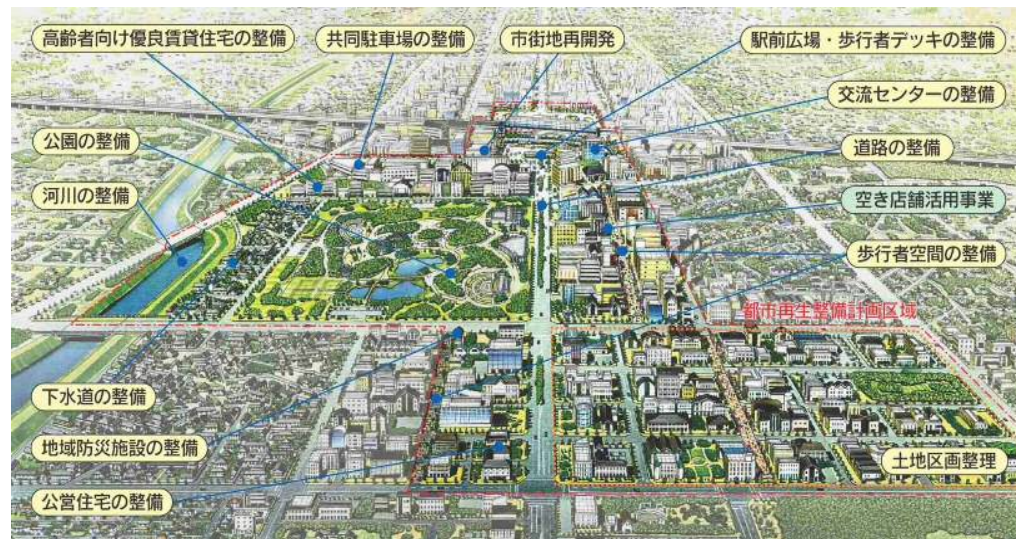 高齢者向け優良賃貸住宅の整備
共同駐車場の整備
市街地再開発
駅前広場・歩行者デッキの整備
交流センターの整備
公園の整備
道路の整備
河川の整備
空き店舗活用事業
歩行者空間の整備
都市再生整備計画区域
下水道の整備
地域防災施設の整備
土地区画整理
公営住宅の整備